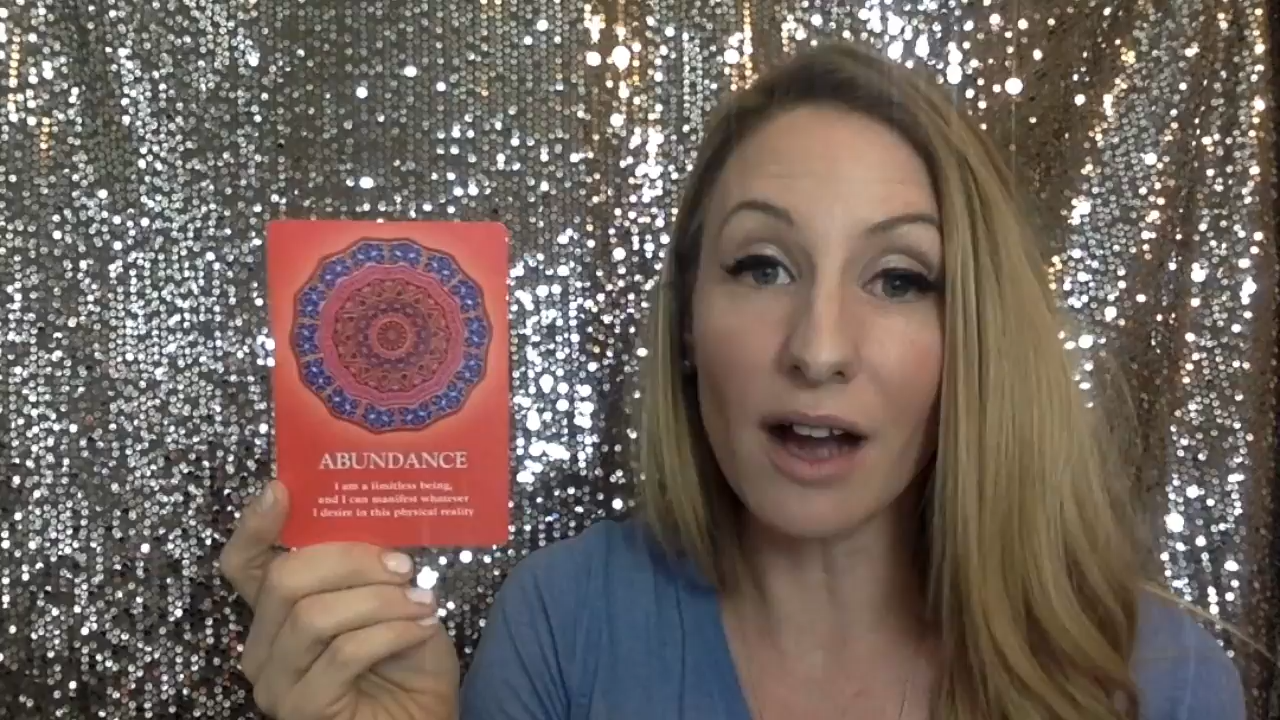 ABUNDANCE
I am a limitless being,
and I can manifest whatever
I desire in this physical reality